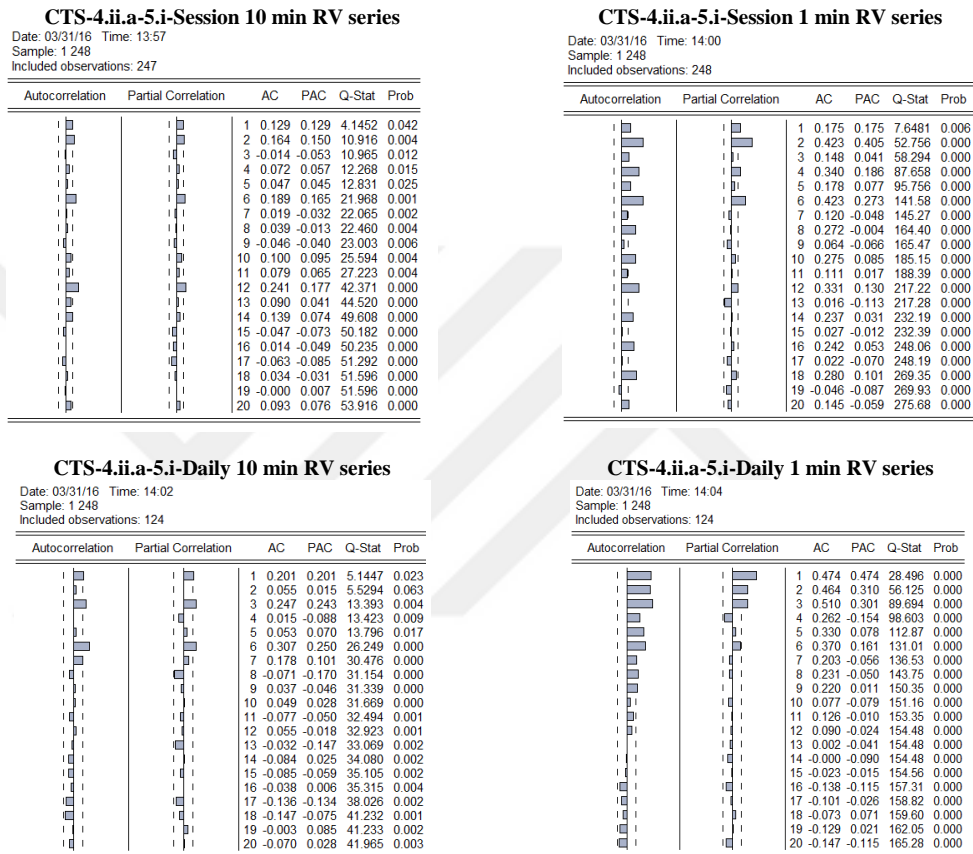 CTS-4.ii.a-5.i-Session 10 min RV series
Date: 03/31/16 Time: 13:57
Sample: 1 248
Included observations: 247
Autocorrelation Partial Correlation AC PAC Q-Stat Prob
1 0.129 0.129 4.1452 0.042
2 0.164 0.150 10.916 0.004
3 -0.014 -0.053 10.965 0.012
4 0.072 0.057 12.268 0.015
5 0.047 0.045 12.831 0.025
6 0.189 0.165 21.968 0.001
7 0.019 -0.032 22.065 0.002
8 0.039 -0.013 22.460 0.004
9 -0.046 -0.040 23.003 0.006
10 0.100 0.095 25.594 0.004
11 0.079 0.065 27.223 0.004
12 0.241 0.177 42.371 0.000
13 0.090 0.041 44.520 0.000
14 0.139 0.074 49.608 0.000
15 -0.047 -0.073 50.182 0.000
16 0.014 -0.049 50.235 0.000
17 -0.063 -0.085 51.292 0.000
18 0.034 -0.031 51.596 0.000
19 -0.000 0.007 51.596 0.000
20 0.093 0.076 53.916 0.000
CTS-4.ii.a-5.i-Session 1 min RV series
Date: 03/31/16 Time: 14:00
Sample: 1 248
Included observations: 248
Autocorrelation Partial Correlation AC PAC Q-Stat Prob
1 0.175 0.175 7.6481 0.006
2 0.423 0.405 52.756 0.000
3 0.148 0.041 58.294 0.000
4 0.340 0.186 87.658 0.000
5 0.178 0.077 95.756 0.000
6 0.423 0.273 141.58 0.000
7 0.120 -0.048 145.27 0.000
8 0.272 -0.004 164.40 0.000
9 0.064 -0.066 165.47 0.000
10 0.275 0.085 185.15 0.000
11 0.111 0.017 188.39 0.000
12 0.331 0.130 217.22 0.000
13 0.016 -0.113 217.28 0.000
14 0.237 0.031 232.19 0.000
15 0.027 -0.012 232.39 0.000
16 0.242 0.053 248.06 0.000
17 0.022 -0.070 248.19 0.000
18 0.280 0.101 269.35 0.000
19 -0.046 -0.087 269.93 0.000
20 0.145 -0.059 275.68 0.000
CTS-4.ii.a-5.i-Daily 10 min RV series
Date: 03/31/16 Time: 14:02
Sample: 1 248
Included observations: 124
Autocorrelation Partial Correlation AC PAC Q-Stat Prob
1 0.201 0.201 5.1447 0.023
2 0.055 0.015 5.5294 0.063
3 0.247 0.243 13.393 0.004
4 0.015 -0.088 13.423 0.009
5 0.053 0.070 13.796 0.017
6 0.307 0.250 26.249 0.000
7 0.178 0.101 30.476 0.000
8 -0.071 -0.170 31.154 0.000
9 0.037 -0.046 31.339 0.000
10 0.049 0.028 31.669 0.000
11 -0.077 -0.050 32.494 0.001
12 0.055 -0.018 32.923 0.001
13 -0.032 -0.147 33.069 0.002
14 -0.084 0.025 34.080 0.002
15 -0.085 -0.059 35.105 0.002
16 -0.038 0.006 35.315 0.004
17 -0.136 -0.134 38.026 0.002
18 -0.147 -0.075 41.232 0.001
19 -0.003 0.085 41.233 0.002
20 -0.070 0.028 41.965 0.003
CTS-4.ii.a-5.i-Daily 1 min RV series
Date: 03/31/16 Time: 14:04
Sample: 1 248
Included observations: 124
Autocorrelation Partial Correlation AC PAC Q-Stat Prob
1 0.474 0.474 28.496 0.000
2 0.464 0.310 56.125 0.000
3 0.510 0.301 89.694 0.000
4 0.262 -0.154 98.603 0.000
5 0.330 0.078 112.87 0.000
6 0.370 0.161 131.01 0.000
7 0.203 -0.056 136.53 0.000
8 0.231 -0.050 143.75 0.000
9 0.220 0.011 150.35 0.000
10 0.077 -0.079 151.16 0.000
11 0.126 -0.010 153.35 0.000
12 0.090 -0.024 154.48 0.000
13 0.002 -0.041 154.48 0.000
14 -0.000 -0.090 154.48 0.000
15 -0.023 -0.015 154.56 0.000
16 -0.138 -0.115 157.31 0.000
17 -0.101 -0.026 158.82 0.000
18 -0.073 0.071 159.60 0.000
19 -0.129 0.021 162.05 0.000
20 -0.147 -0.115 165.28 0.000